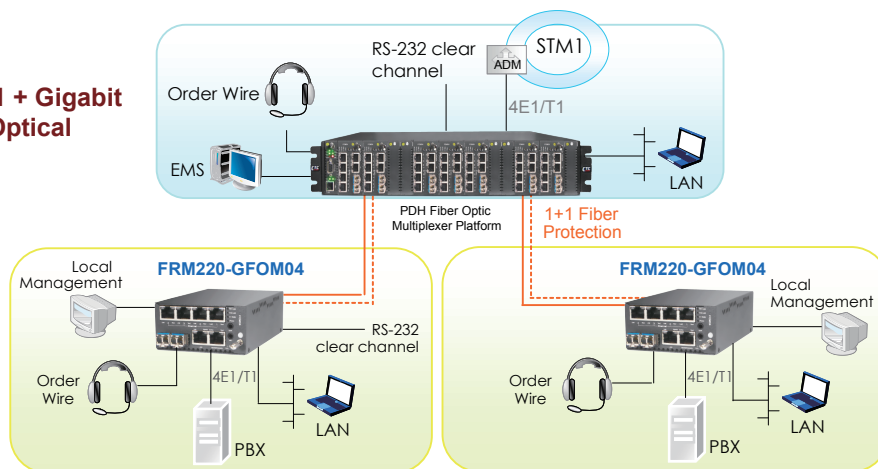 + Gigabit
Optical
RS-232 clear
channel
ADM
STM1
Order Wire
4E1/T1
EMS
LAN
PDH Fiber Optic
Multiplexer Platform
1+1 Fiber
Protection
Local
Management
FRM220-GFOM04
RS-232
clear channel
Order
Wire
4E1/T1
LAN
PBX
FRM220-GFOM04
Local
Management
Order
Wire
4E1/T1
LAN
PBX